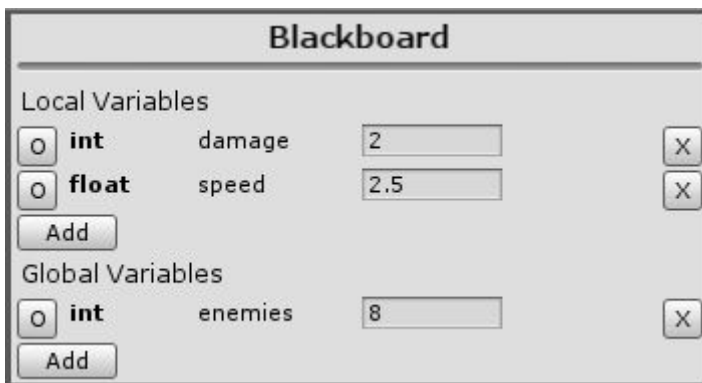 Blackboard
Local Variables
O int damage 2 X
O float speed 2.5 X
Add
Global Variables
O int enemies 8 X
Add